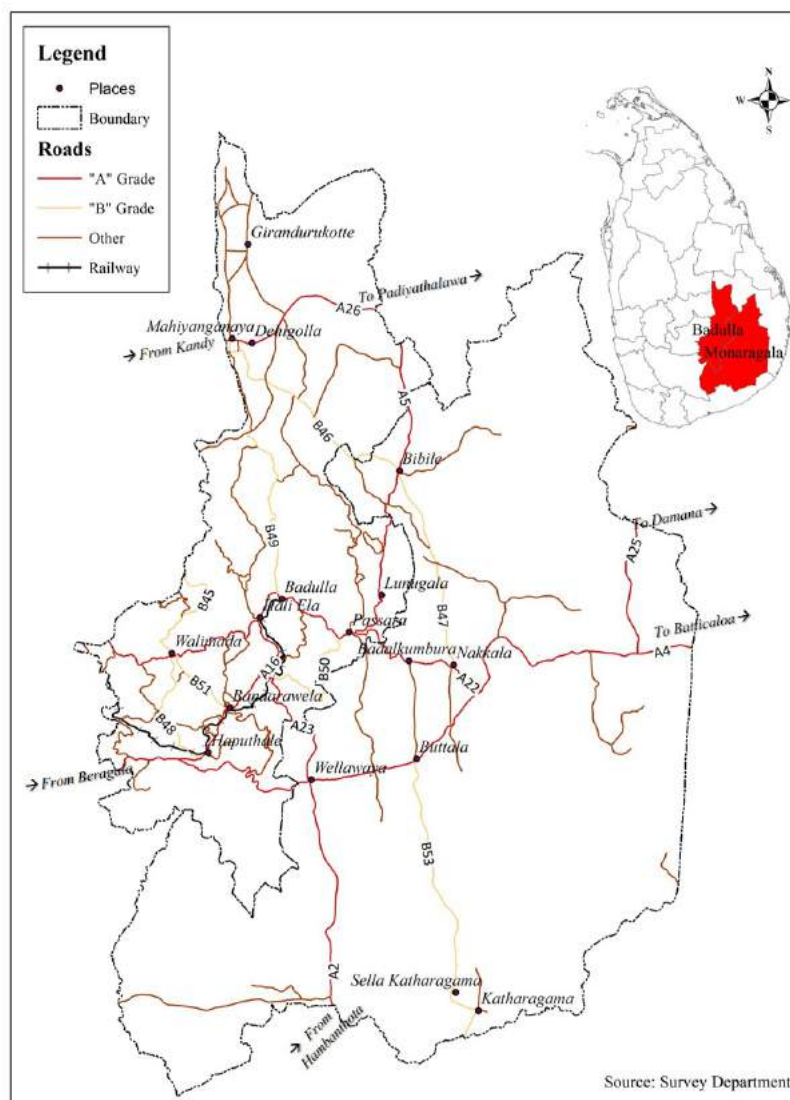 Legend
Places
Boundary
Roads
"A" Grade
"B" Grade
Other
Railway
N
W
E
S
Badulla
Monaragala
Girandurukotte
To Padiyathalawa
A26
Mahiyanganaya
Dehigolla
From Kandy
A5
B46
Bibile
B49
To Damana
A25
B45
Badulla
Hali Ela
Lunugala
Passara
B47
To Batticaloa
Walimada
Badalkumbura
Nakkala
A4
A16
B50
A22
B51
Bandarawela
B48
A23
Haputhale
Buttala
From Beragala
Wellawaya
B53
A2
Sella Katharagama
Katharagama
From
Hambanthota
Source: Survey Department